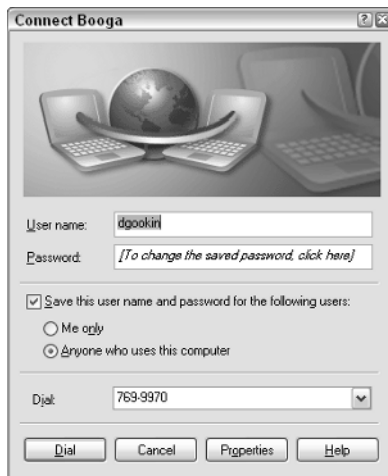 Connect Booga
User name:
dgookin
Password:
[To change the saved password, click here]
Save this user name and password for the following users:
Me only
Anyone who uses this computer
Dial:
769-9970
Dial
Cancel
Properties
Help